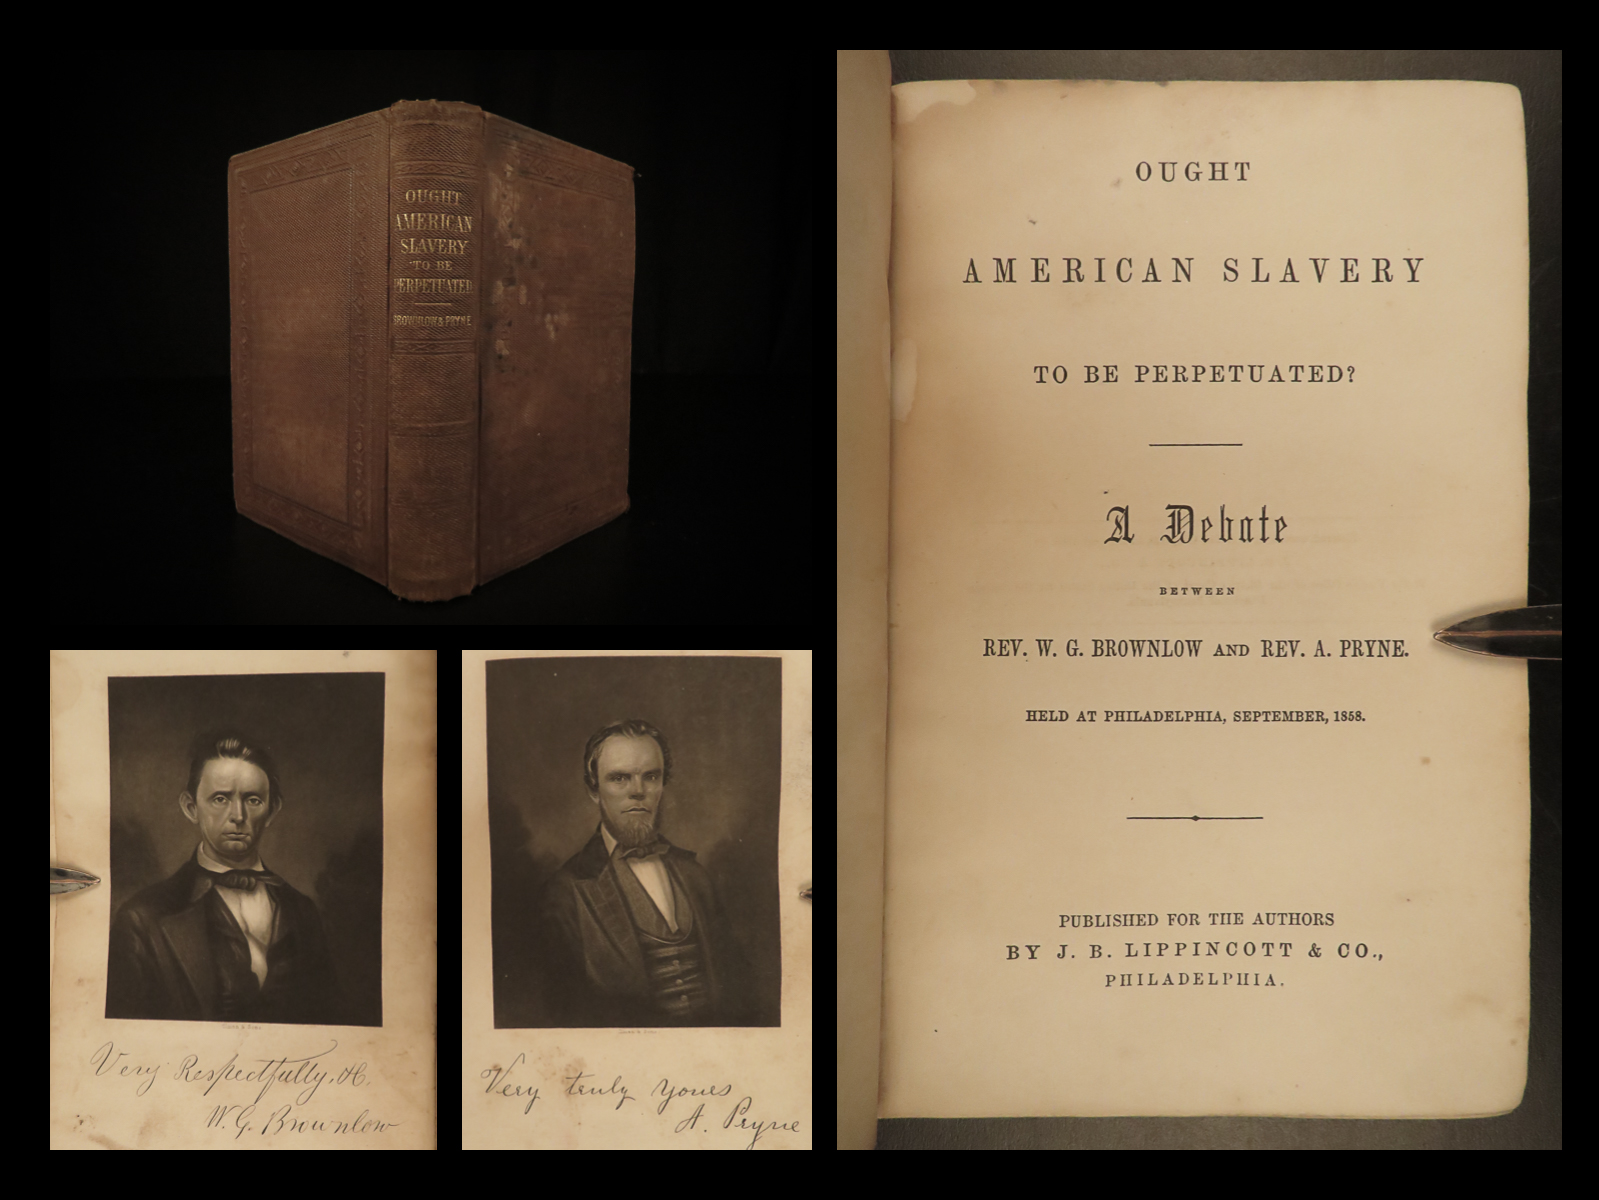 OUGHT
AMERICAN
SLAVERY
TO BE
PERPETUATED
BROWNLOW & PRYNE
Very Respectfully, &c.
W. G. Brownlow
Very truly yours
A. Pryne
OUGHT
AMERICAN SLAVERY
TO BE PERPETUATED?
A Debate
BETWEEN
REV. W. G. BROWNLOW AND REV. A. PRYNE.
HELD AT PHILADELPHIA, SEPTEMBER, 1858.
PUBLISHED FOR THE AUTHORS
BY J. B. LIPPINCOTT & CO.,
PHILADELPHIA.